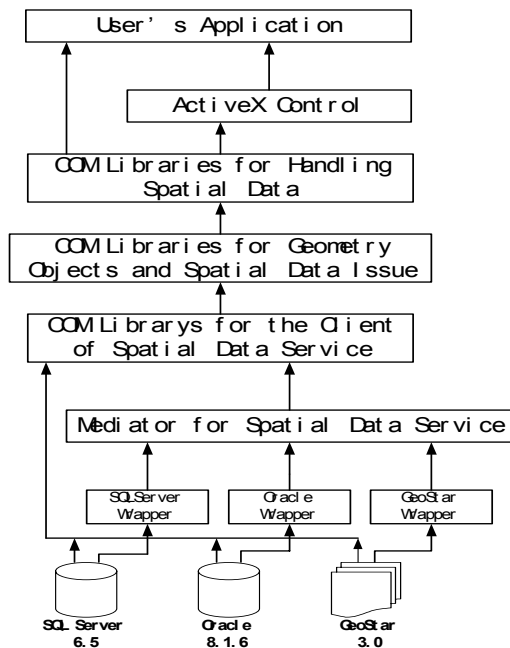 User's Application
ActiveX Control
COM Libraries for Handling
Spatial Data
COM Libraries for Geometry
Objects and Spatial Data Issue
COM Librarys for the Client
of Spatial Data Service
Mediator for Spatial Data Service
SQLServer
Wrapper
Oracle
Wrapper
GeoStar
Wrapper
SQL Server
6.5
Oracle
8.1.6
GeoStar
3.0